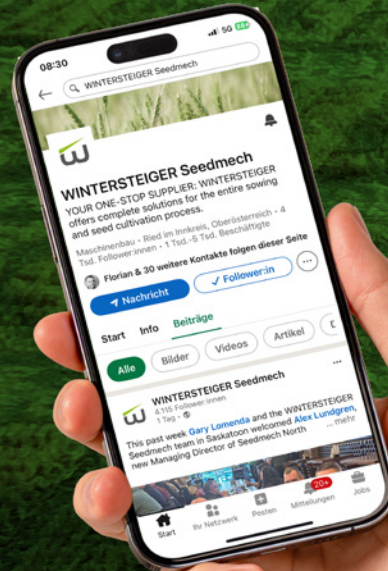 08:30
5G 86
WINTERSTEIGER Seedmech
WINTERSTEIGER Seedmech
YOUR ONE-STOP SUPPLIER: WINTERSTEIGER
offers complete solutions for the entire sowing
and seed cultivation process.
Maschinenbau • Ried im Innkreis, Oberösterreich • 4
Tsd. Follower:innen • 1 Tsd.-5 Tsd. Beschäftigte
Florian & 30 weitere Kontakte folgen dieser Seite
Nachricht
Follower:in
Start Info Beiträge
Alle Bilder Videos Artikel
WINTERSTEIGER Seedmech
4.115 Follower:innen
1 Tag •
This past week Gary Lomenda and the WINTERSTEIGER
Seedmech team in Saskatoon welcomed Alex Lundgren,
new Managing Director of Seedmech North ... mehr
20+
Start Ihr Netzwerk Posten Mitteilungen Jobs